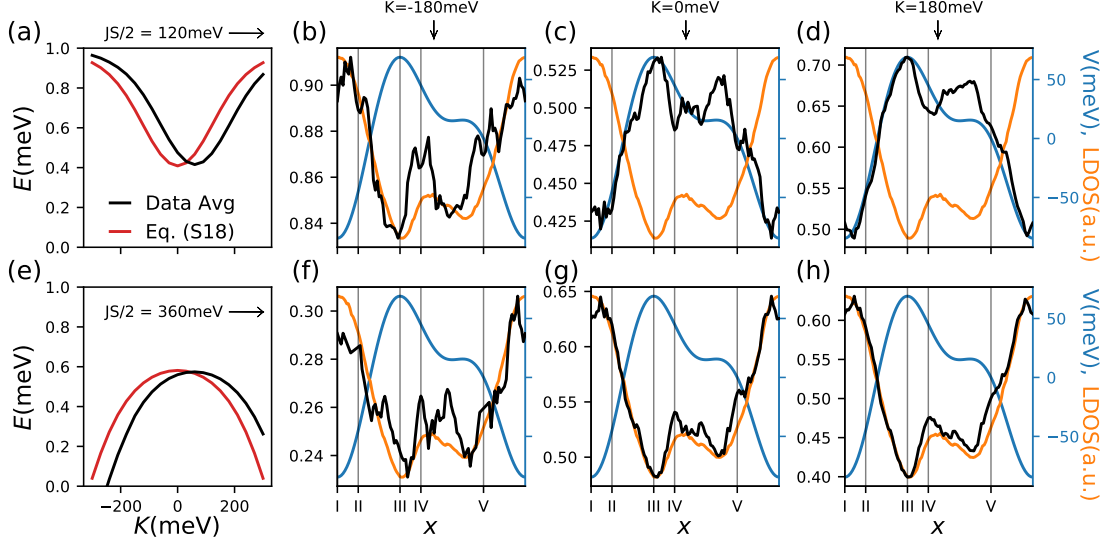 K=-180meV
K=0meV
K=180meV
(a)
(b)
(c)
(d)
JS/2 = 120meV
1.0
0.8
0.6
0.4
0.2
0.0
E(meV)
Data Avg
Eq. (S18)
0.90
0.88
0.86
0.84
0.525
0.500
0.475
0.450
0.425
0.70
0.65
0.60
0.55
0.50
50
0
−50
V(meV), LDOS(a.u.)
(e)
(f)
(g)
(h)
JS/2 = 360meV
1.0
0.8
0.6
0.4
0.2
0.0
E(meV)
−200
0
200
K(meV)
0.30
0.28
0.26
0.24
I
II
III
IV
V
x
0.65
0.60
0.55
0.50
I
II
III
IV
V
x
0.60
0.55
0.50
0.45
0.40
I
II
III
IV
V
x
50
0
−50
V(meV), LDOS(a.u.)